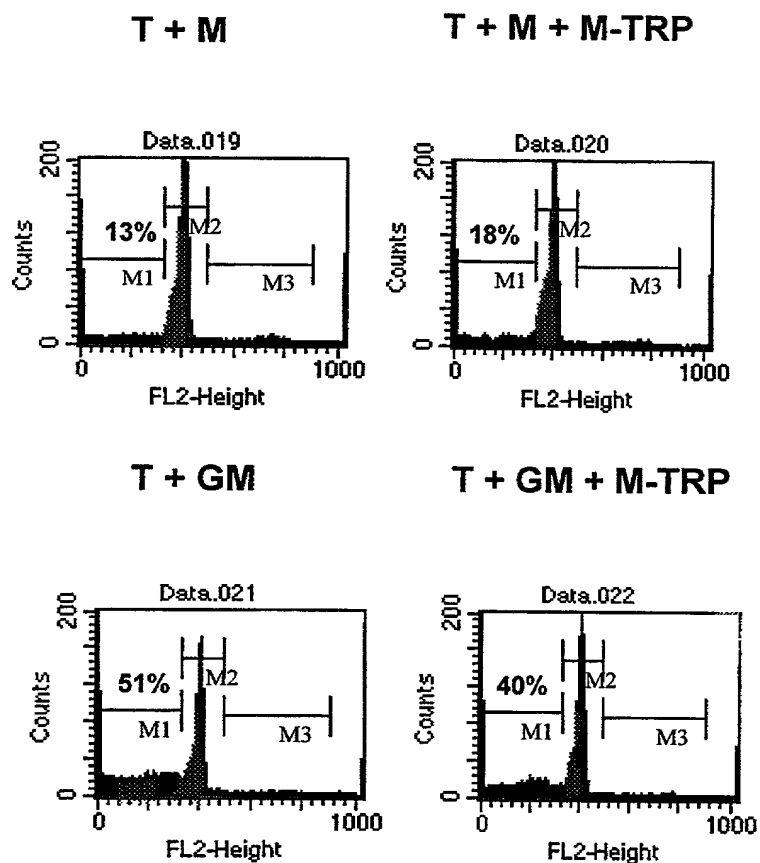 T + M
T + M + M-TRP
Data.019
200
Counts
0
13%
M1
M2
M3
0
1000
FL2-Height
Data.020
200
Counts
0
18%
M1
M2
M3
0
1000
FL2-Height
T + GM
T + GM + M-TRP
Data.021
200
Counts
0
51%
M1
M2
M3
0
1000
FL2-Height
Data.022
200
Counts
0
40%
M1
M2
M3
0
1000
FL2-Height